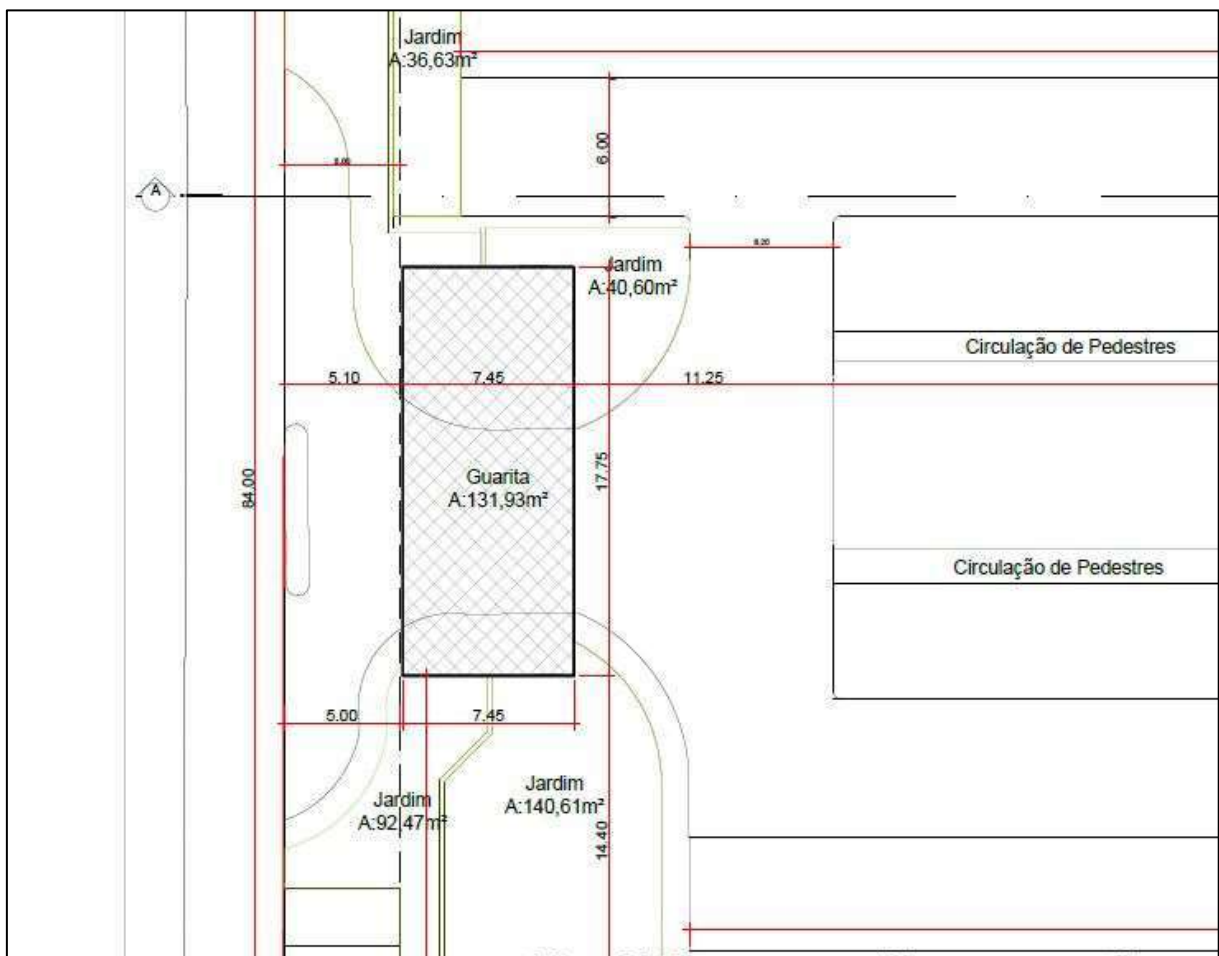 Jardim
A:36,63m²
6.00
A
6.20
Jardim
A:40,60m²
Circulação de Pedestres
5.10
7.45
11.25
84.00
Guarita
A:131,93m²
17.75
Circulação de Pedestres
5.00
7.45
Jardim
A:92,47m²
Jardim
A:140,61m²
14.40